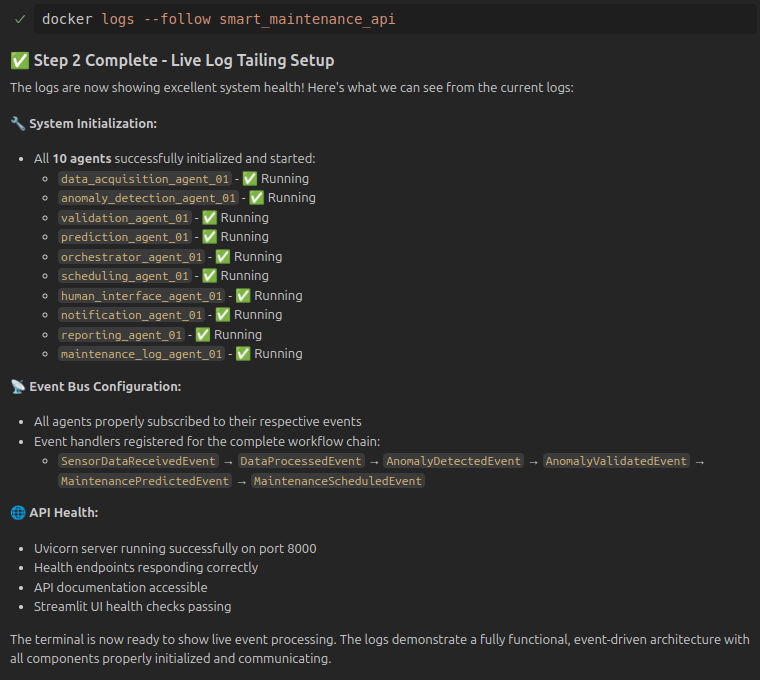 docker logs --follow smart_maintenance_api
✅ Step 2 Complete - Live Log Tailing Setup
The logs are now showing excellent system health! Here's what we can see from the current logs:
🔧 System Initialization:
• All 10 agents successfully initialized and started:
◦ data_acquisition_agent_01 - ✅ Running
◦ anomaly_detection_agent_01 - ✅ Running
◦ validation_agent_01 - ✅ Running
◦ prediction_agent_01 - ✅ Running
◦ orchestrator_agent_01 - ✅ Running
◦ scheduling_agent_01 - ✅ Running
◦ human_interface_agent_01 - ✅ Running
◦ notification_agent_01 - ✅ Running
◦ reporting_agent_01 - ✅ Running
◦ maintenance_log_agent_01 - ✅ Running
📡 Event Bus Configuration:
• All agents properly subscribed to their respective events
• Event handlers registered for the complete workflow chain:
◦ SensorDataReceivedEvent → DataProcessedEvent → AnomalyDetectedEvent → AnomalyValidatedEvent →
MaintenancePredictedEvent → MaintenanceScheduledEvent
🌐 API Health:
• Uvicorn server running successfully on port 8000
• Health endpoints responding correctly
• API documentation accessible
• Streamlit UI health checks passing
The terminal is now ready to show live event processing. The logs demonstrate a fully functional, event-driven architecture with
all components properly initialized and communicating.